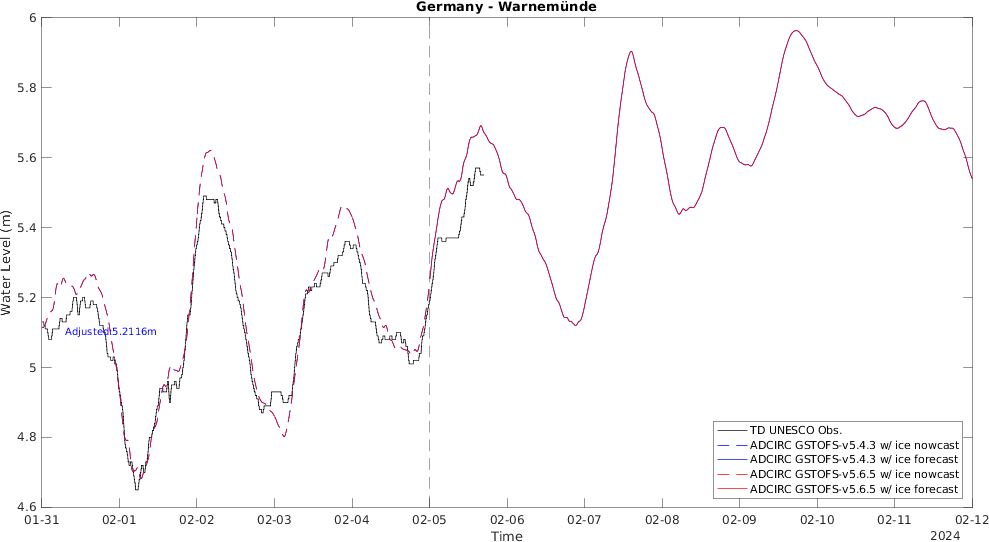 Germany - Warnemünde
6
5.8
5.6
5.4
5.2
5
4.8
4.6
Water Level (m)
Adjusted:5.2116m
TD UNESCO Obs.
ADCIRC GSTOFS-v5.4.3 w/ ice nowcast
ADCIRC GSTOFS-v5.4.3 w/ ice forecast
ADCIRC GSTOFS-v5.6.5 w/ ice nowcast
ADCIRC GSTOFS-v5.6.5 w/ ice forecast
01-31 02-01 02-02 02-03 02-04 02-05 02-06 02-07 02-08 02-09 02-10 02-11 02-12
Time
2024